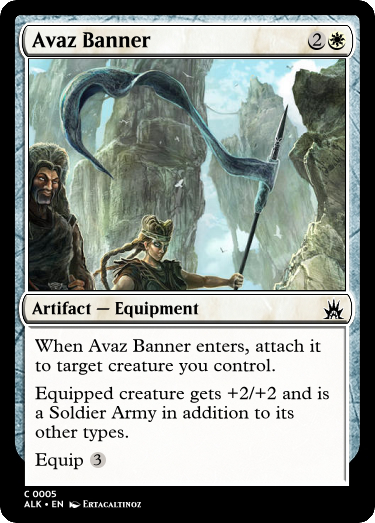 Avaz Banner 2
Artifact — Equipment
When Avaz Banner enters, attach it
to target creature you control.
Equipped creature gets +2/+2 and is
a Soldier Army in addition to its
other types.
Equip 3
C 0005
ALK • EN Ertacaltinoz